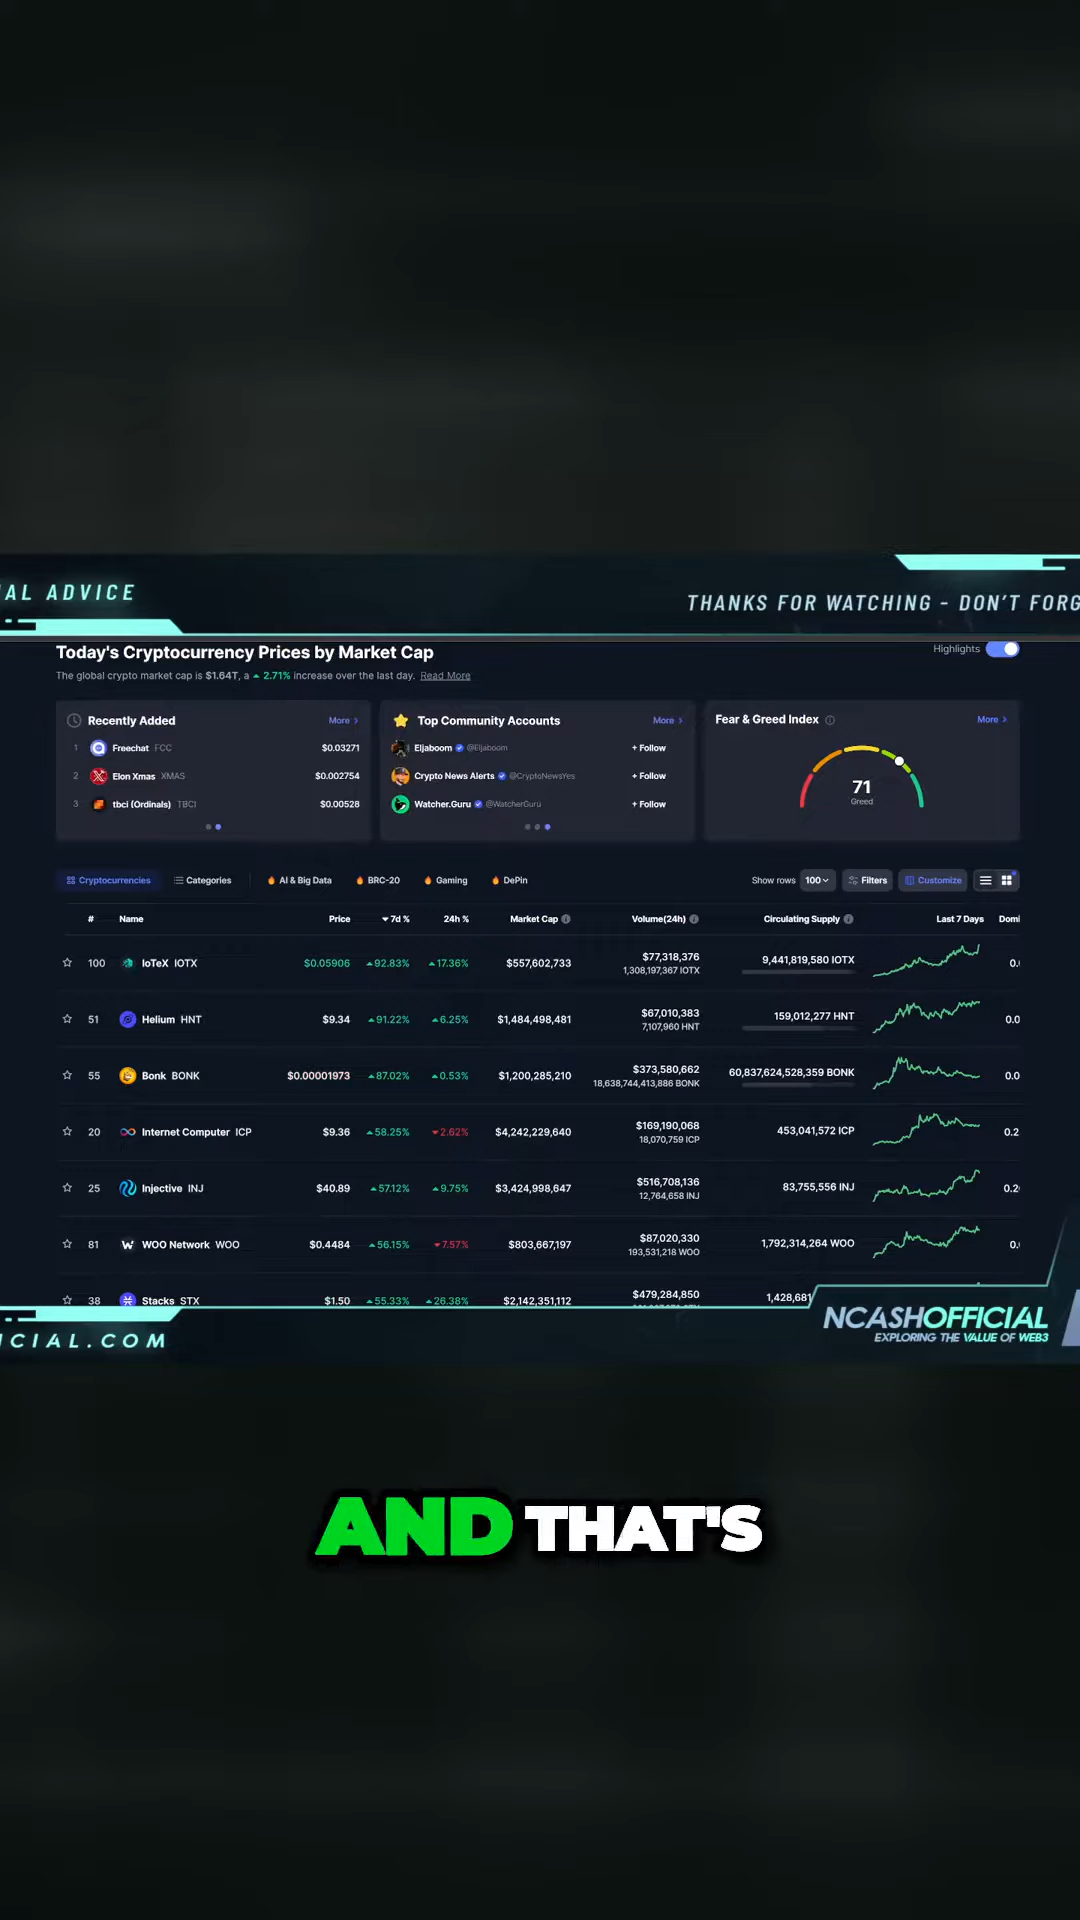 AL ADVICE
THANKS FOR WATCHING - DON'T FORG
Today's Cryptocurrency Prices by Market Cap
Highlights
The global crypto market cap is $1.64T, a 2.71% increase over the last day. Read More
Recently Added More
1 Freechat FCC $0.03271
2 Elon Xmas XMAS $0.002754
3 tbci (Ordinals) TBCI $0.00528
Top Community Accounts More
Eljaboom @Eljaboom + Follow
Crypto News Alerts @CryptoNewsYes + Follow
Watcher.Guru @WatcherGuru + Follow
Fear & Greed Index More
71
Greed
Cryptocurrencies Categories AI & Big Data BRC-20 Gaming DePin Show rows 100 Filters Customize
# Name Price 7d % 24h % Market Cap Volume(24h) Circulating Supply Last 7 Days Domi
100 IoTeX IOTX $0.05906 92.83% 17.36% $557,602,733 $77,318,376 9,441,819,580 IOTX 0.
1,308,197,367 IOTX
51 Helium HNT $9.34 91.22% 6.25% $1,484,498,481 $67,010,383 159,012,277 HNT 0.0
7,107,960 HNT
55 Bonk BONK $0.00001973 87.02% 0.53% $1,200,285,210 $373,580,662 60,837,624,528,359 BONK 0.0
18,638,744,413,886 BONK
20 Internet Computer ICP $9.36 58.25% 2.62% $4,242,229,640 $169,190,068 453,041,572 ICP 0.2
18,070,759 ICP
25 Injective INJ $40.89 57.12% 9.75% $3,424,998,647 $516,708,136 83,755,556 INJ 0.2
12,764,658 INJ
81 WOO Network WOO $0.4484 56.15% 7.57% $803,667,197 $87,020,330 1,792,314,264 WOO 0.
193,531,218 WOO
38 Stacks STX $1.50 55.33% 26.38% $2,142,351,112 $479,284,850 1,428,681
ICIAL.COM
NCASHOFFICIAL
EXPLORING THE VALUE OF WEB3
AND THAT'S